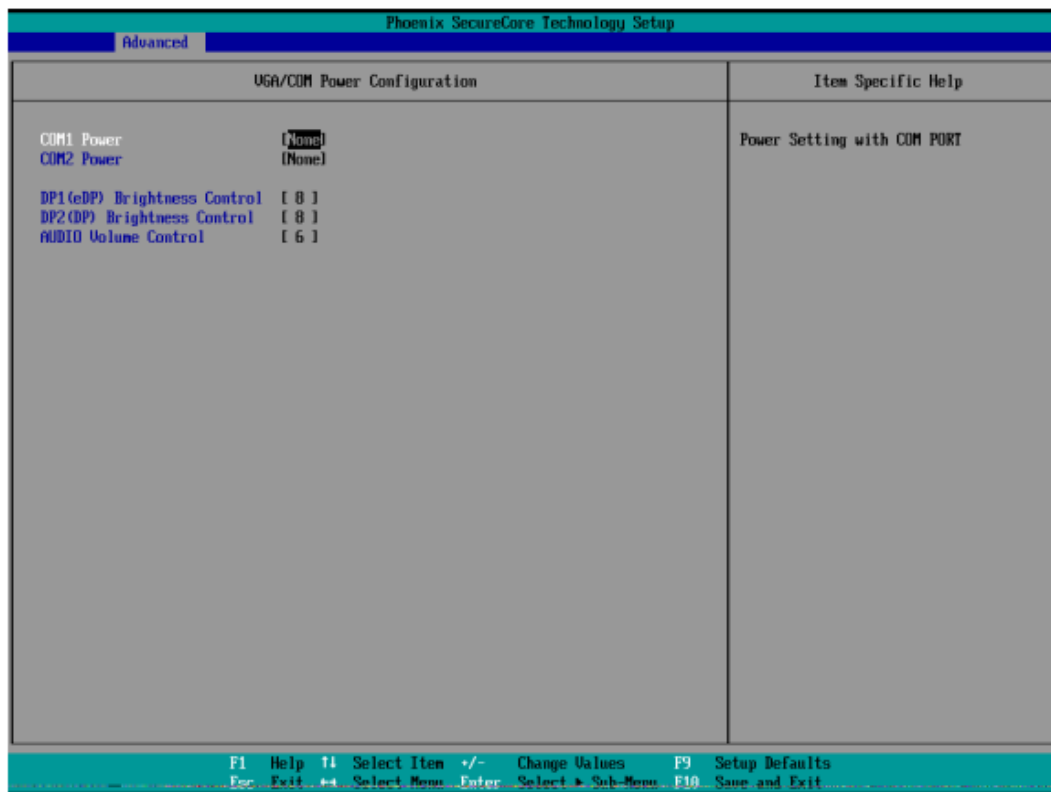 Phoenix SecureCore Technology Setup
Advanced
VGA/COM Power Configuration
Item Specific Help
COM1 Power [None]
COM2 Power [None]
Power Setting with COM PORT
DP1(eDP) Brightness Control [ 8 ]
DP2(DP) Brightness Control [ 8 ]
AUDIO Volume Control [ 6 ]
F1 Help ↑↓ Select Item +/- Change Values F9 Setup Defaults
Esc Exit ←→ Select Menu Enter Select ► Sub-Menu F10 Save and Exit